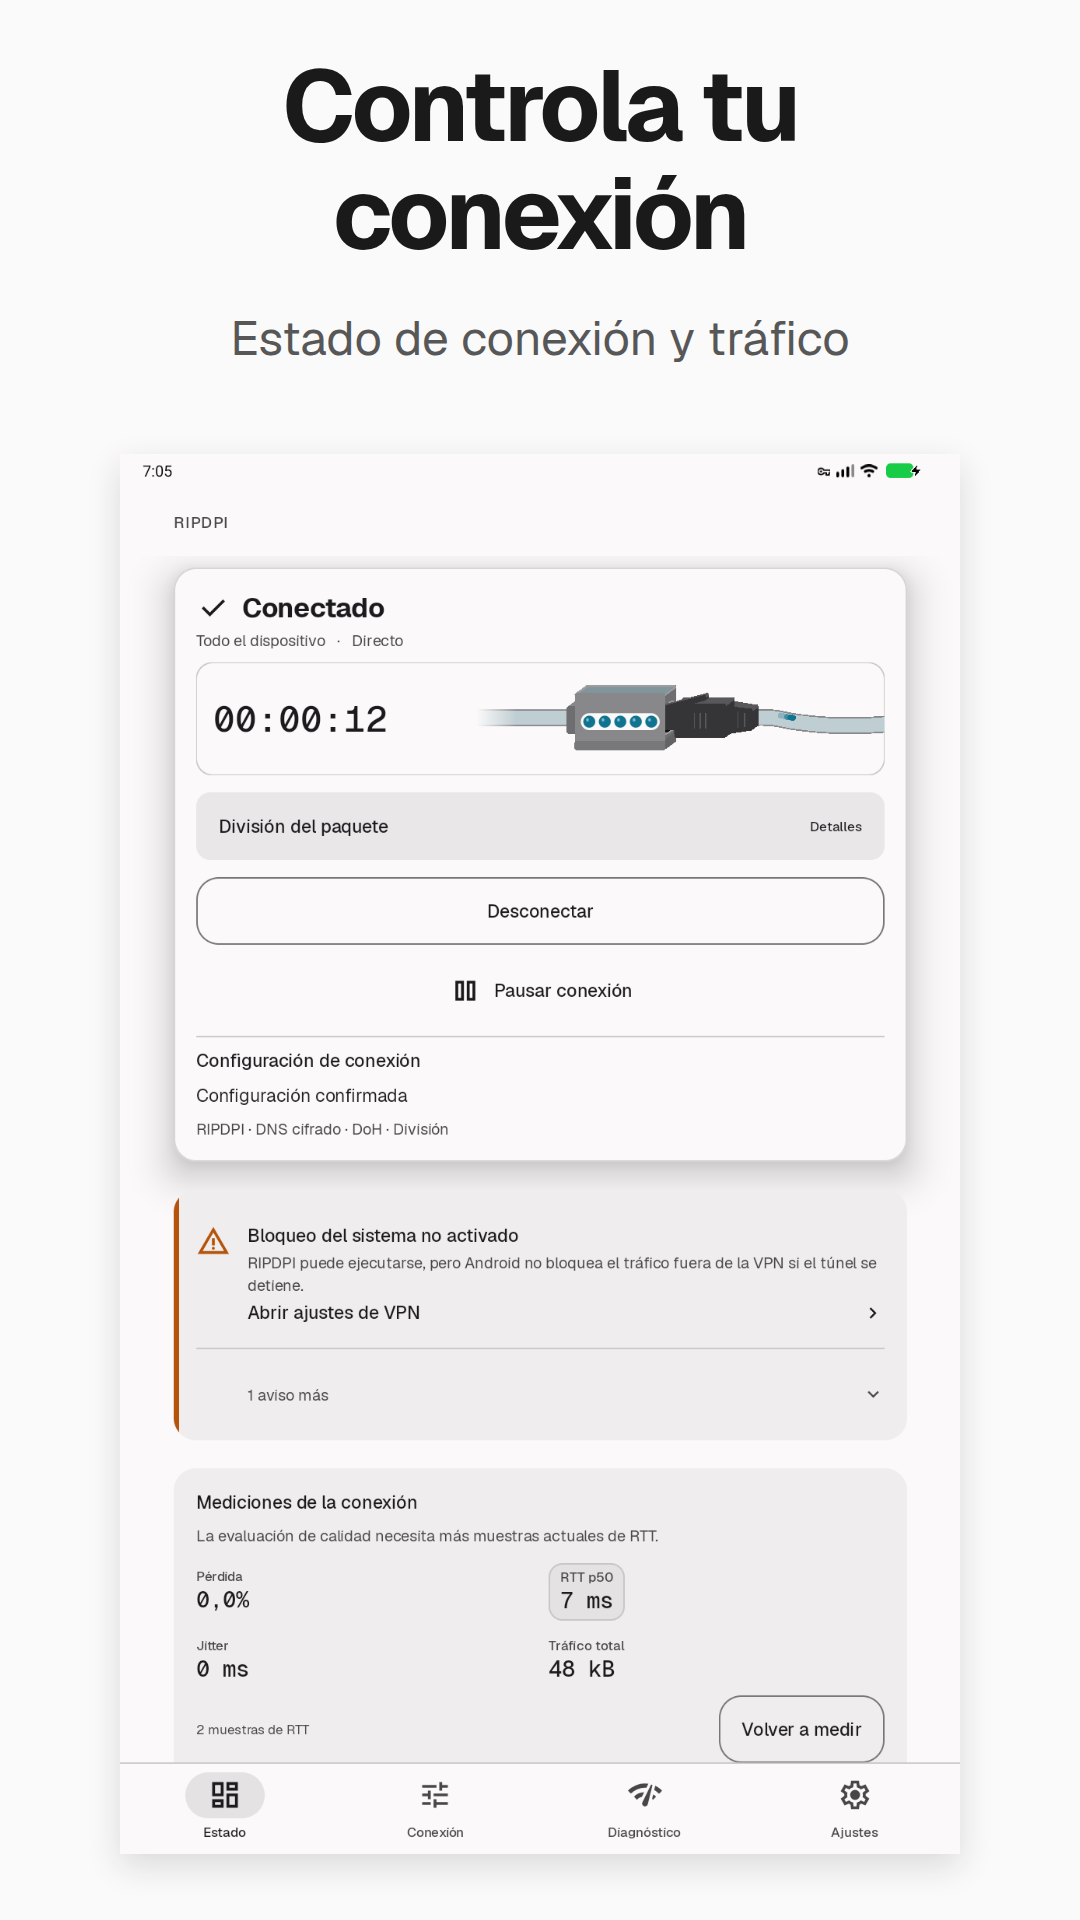 Controla tu
conexión
Estado de conexión y tráfico
7:05
RIPDPI
Conectado
Todo el dispositivo · Directo
00:00:12
División del paquete
Detalles
Desconectar
Pausar conexión
Configuración de conexión
Configuración confirmada
RIPDPI · DNS cifrado · DoH · División
Bloqueo del sistema no activado
RIPDPI puede ejecutarse, pero Android no bloquea el tráfico fuera de la VPN si el túnel se
detiene.
Abrir ajustes de VPN
1 aviso más
Mediciones de la conexión
La evaluación de calidad necesita más muestras actuales de RTT.
Pérdida
0,0%
RTT p50
7 ms
Jitter
0 ms
Tráfico total
48 kB
2 muestras de RTT
Volver a medir
Estado
Conexión
Diagnóstico
Ajustes